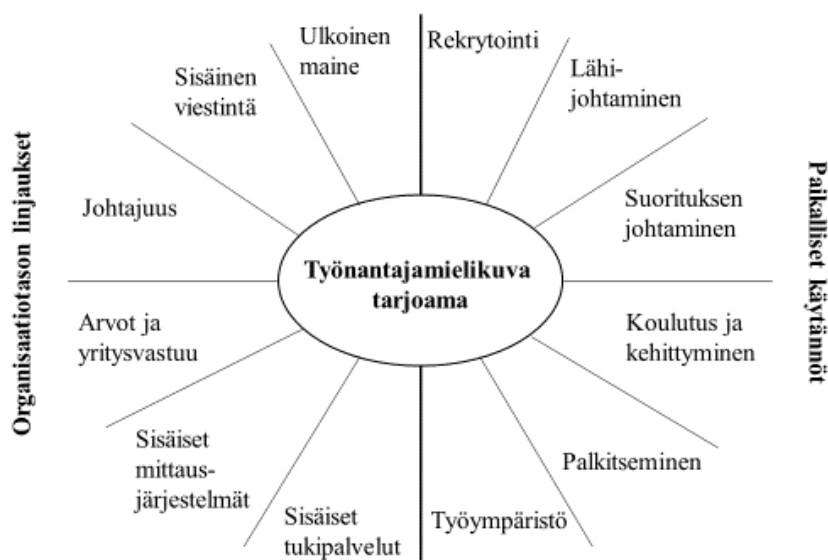 Ulkoinen
maine
Rekrytointi
Sisäinen
viestintä
Lähi-
johtaminen
Johtajuus
Suorituksen
johtaminen
Työnantajamielikuva
tarjoama
Arvot ja
yritysvastuu
Koulutus ja
kehittyminen
Sisäiset
mittaus-
järjestelmät
Palkitseminen
Sisäiset
tukipalvelut
Työympäristö
Organisaatiotason linjaukset
Paikalliset käytännöt